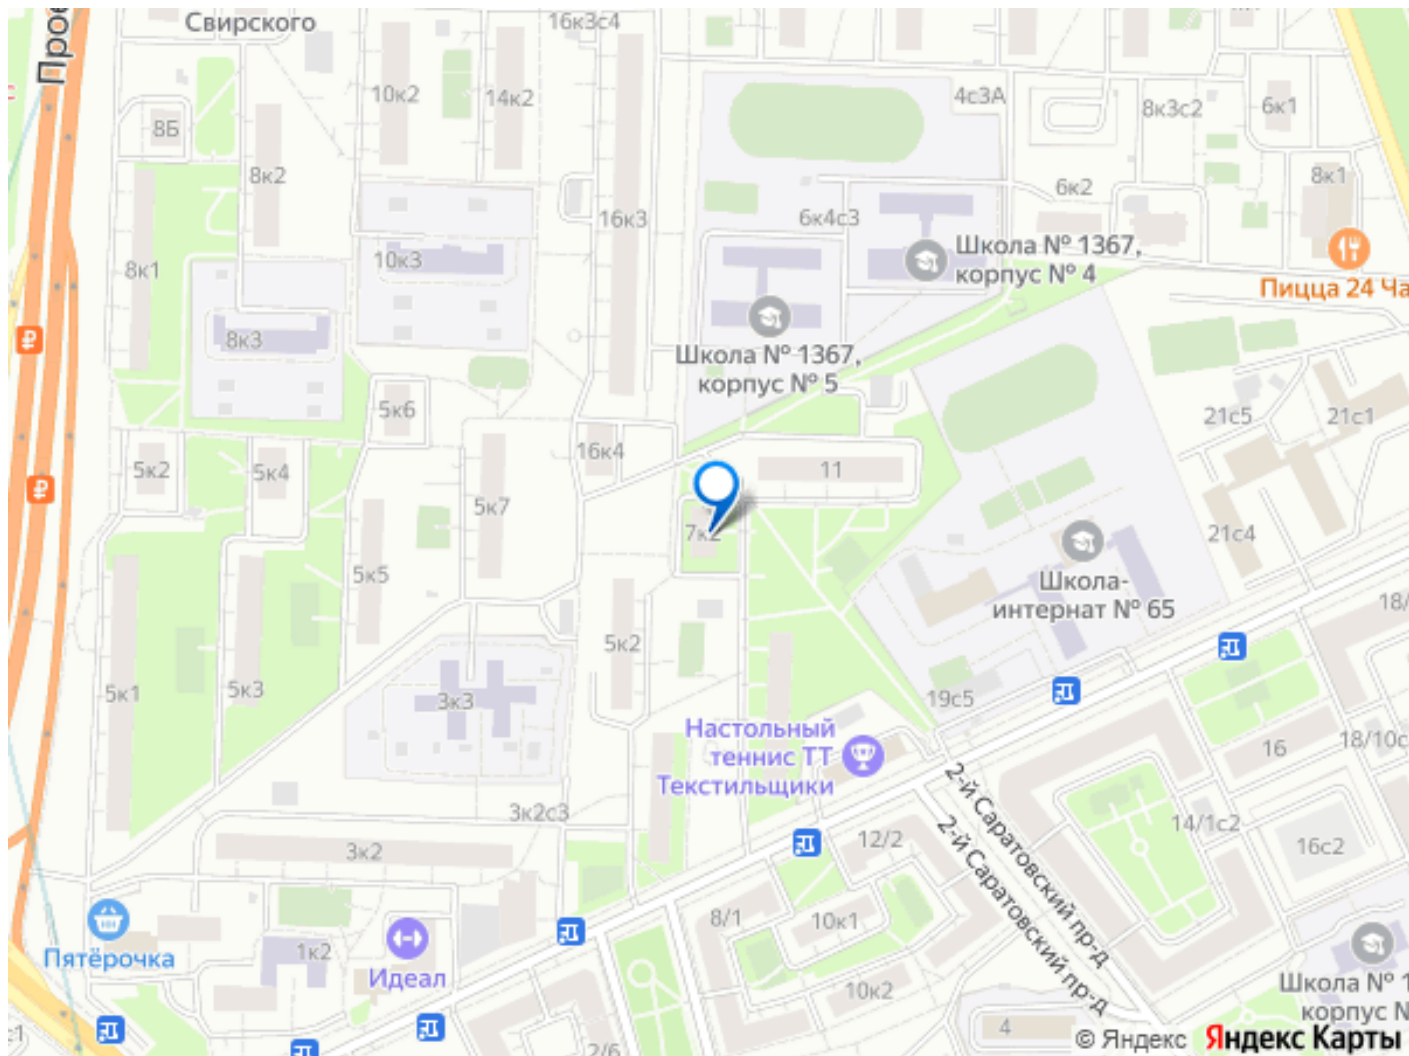 Свирского
16к3с4
Прое
10к2
14к2
4с3А
8к3с2
6к1
8Б
8к2
8к1
6к2
16к3
6к4с3
Школа № 1367,
корпус № 4
8к1
10к3
Пицца 24 Ча
8к3
Школа № 1367,
корпус № 5
5к6
21с5
21с1
16к4
5к2
5к4
11
5к7
7к2
21с4
5к5
Школа-
интернат № 65
18/
5к2
5к1
5к3
3к3
19с5
Настольный
теннис ТТ
Текстильщики
16
18/10с
2-й Саратовский пр-д
2-й Саратовский пр-д
3к2с3
14/1с2
12/2
16с2
3к2
8/1
10к1
Пятёрочка
1к2
Идеал
10к2
Школа № 1
корпус №
с1
2/6
4
© Яндекс Яндекс Карты